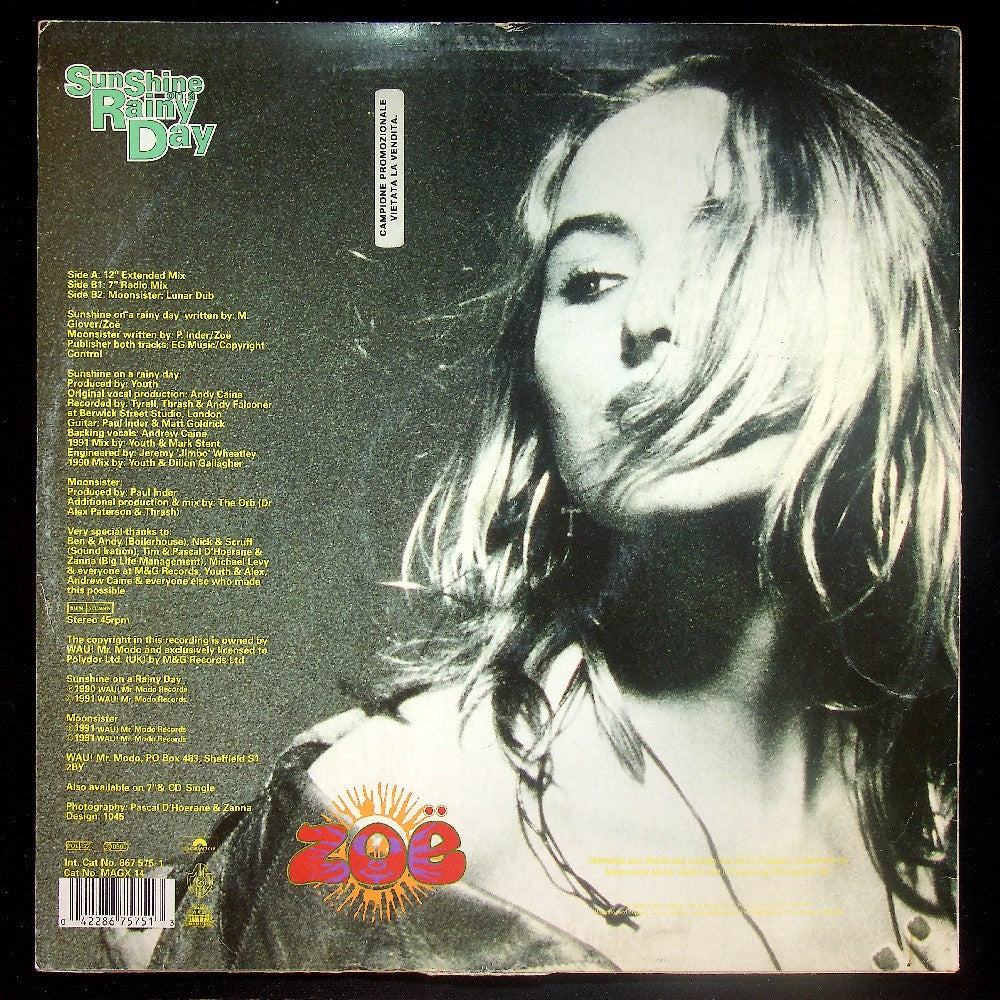 SunShine
on a
Rainy
Day
CAMPIONE PROMOZIONALE
VIETATA LA VENDITA.
Side A: 12" Extended Mix
Side B1: 7" Radio Mix
Side B2: Moonsister: Lunar Dub
Sunshine on a rainy day written by: M.
Glover/Zoë
Moonsister written by: P. Inder/Zoë
Publisher both tracks: EG Music/Copyright
Control
Sunshine on a rainy day:
Produced by: Youth
Original vocal production: Andy Caine
Recorded by: Tyrell, Thrash & Andy Falconer
at Berwick Street Studio, London
Guitar: Paul Inder & Matt Goldrick
Backing vocals: Andrew Caine
1991 Mix by: Youth & Mark Stent
Engineered by: Jeremy 'Jimbo' Wheatley
1990 Mix by: Youth & Dillon Gallagher
Moonsister:
Produced by: Paul Inder
Additional production & mix by: The Orb (Dr
Alex Paterson & Thrash)
Very special thanks to:
Ben & Andy (Boilerhouse), Nick & Scruff
(Sound Iration), Tim & Pascal D'Hoerane &
Zanna (Big Life Management), Michael Levy
& everyone at M&G Records, Youth & Alex,
Andrew Caine & everyone else who made
this possible
Stereo 45rpm
The copyright in this recording is owned by
WAU! Mr. Modo and exclusively licensed to
Polydor Ltd. (UK) by M&G Records Ltd
Sunshine on a Rainy Day
℗ 1990 WAU! Mr. Modo Records
© 1991 WAU! Mr. Modo Records
Moonsister
℗ 1991 WAU! Mr. Modo Records
© 1991 WAU! Mr. Modo Records
WAU! Mr. Modo, PO Box 483, Sheffield S1
2BY
Also available on 7" & CD Single
Photography: Pascal D'Hoerane & Zanna
Design: 1045
Int. Cat No. 867 575-1
Cat No. MAGX 14
0 42286 75751 3
Zoë